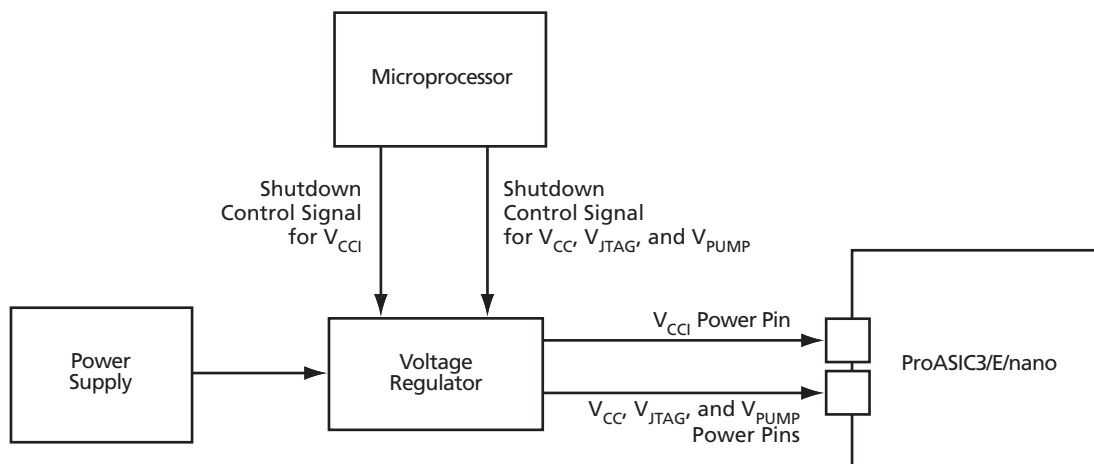 Microprocessor
Shutdown
Control Signal
for VCCI
Shutdown
Control Signal
for VCC, VJTAG, and VPUMP
Power
Supply
Voltage
Regulator
VCCI Power Pin
VCC, VJTAG, and VPUMP
Power Pins
ProASIC3/E/nano